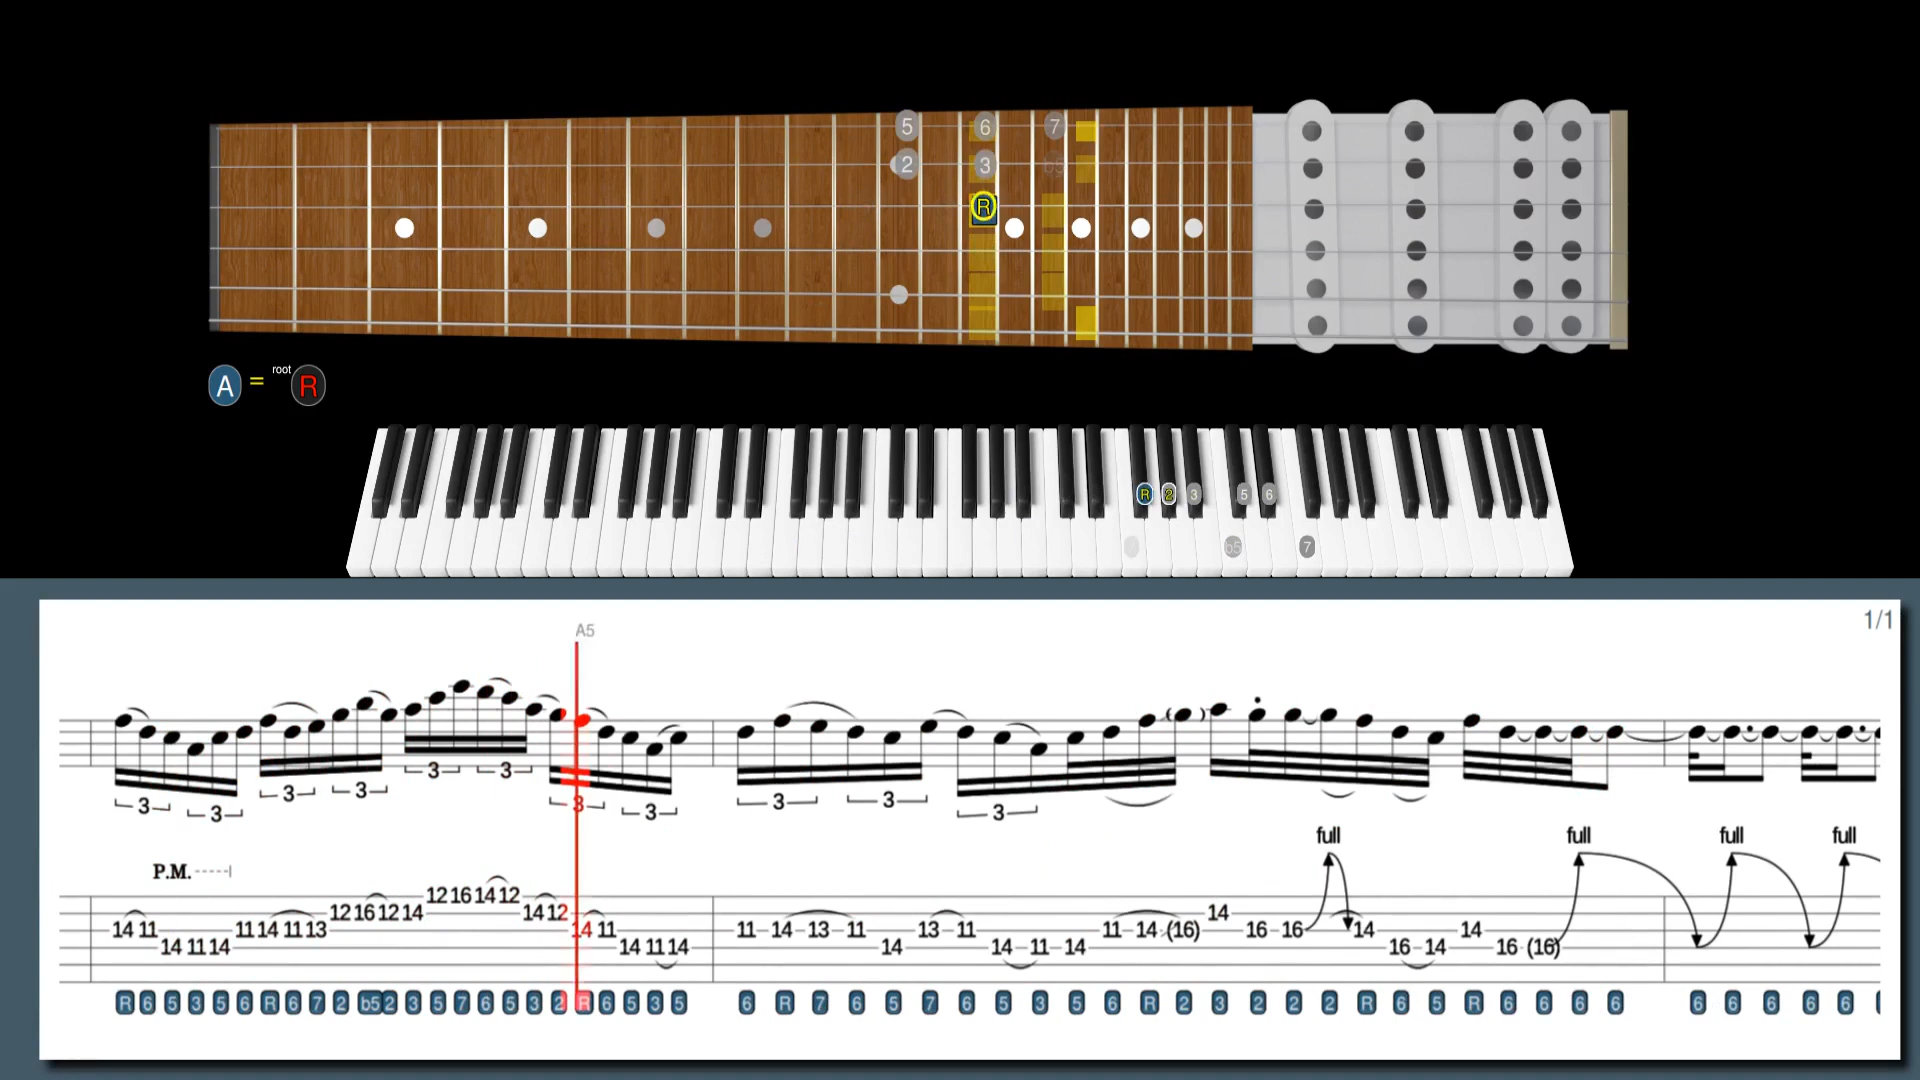 5 6 7
2 3 b5
R
A = root R
R 2 3 5 6
b5 7
1/1
A5
3 3 3 3 3 3 3 3 3 3 3
full full full full
P.M.
12 16 14 12
12 16 12 14 14 12 14
14 11 11 14 11 13 14 11 11 14 13 11 13 11 11 14 (16) 16 16 14 14
14 11 14 14 11 14 14 14 11 14 16 14 16 (16)
R 6 5 3 5 6 R 6 7 2 b5 2 3 5 7 6 5 3 2 R 6 5 3 5 6 R 7 6 5 7 6 5 3 5 6 R 2 3 2 2 2 R 6 5 R 6 6 6 6 6 6 6 6 6